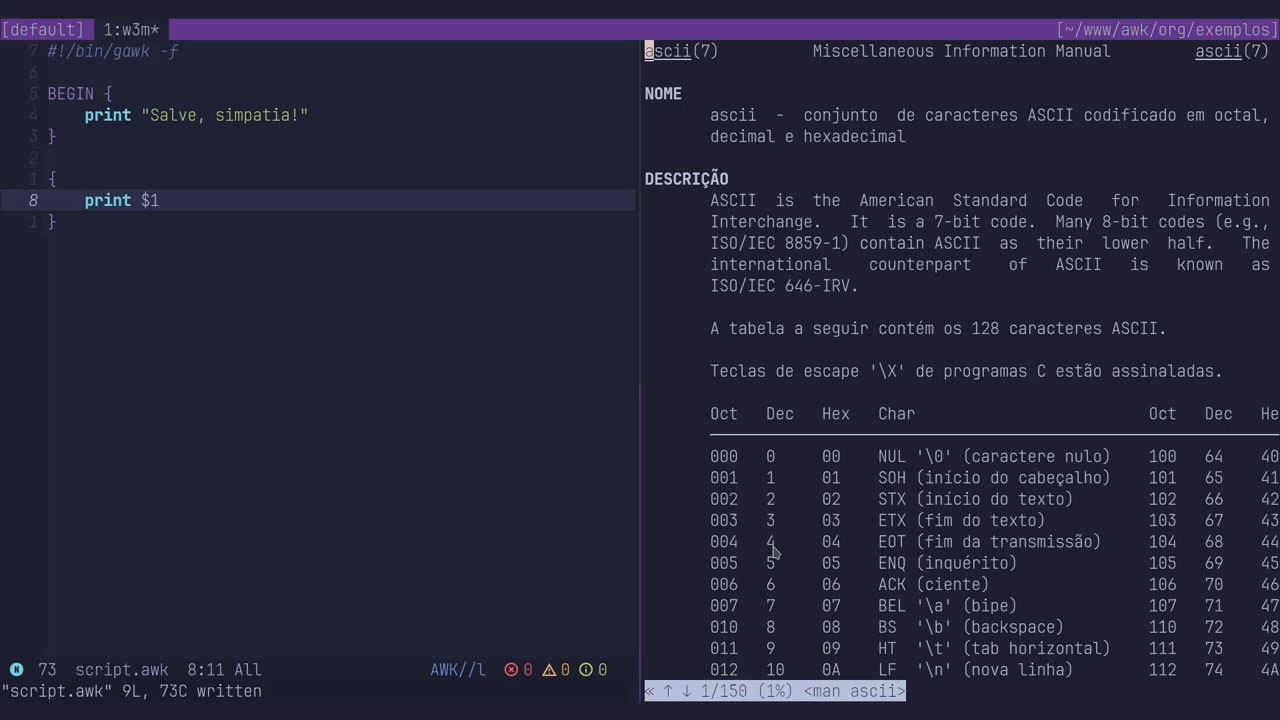 [default] 1:w3m* [~/www/awk/org/exemplos]
7 #!/bin/gawk -f
6
5 BEGIN {
4 print "Salve, simpatia!"
3 }
2
1 {
8 print $1
1 }
N 73 script.awk 8:11 All AWK//l 0 0 0
"script.awk" 9L, 73C written
ascii(7) Miscellaneous Information Manual ascii(7)
NOME
ascii - conjunto de caracteres ASCII codificado em octal,
decimal e hexadecimal
DESCRIÇÃO
ASCII is the American Standard Code for Information
Interchange. It is a 7-bit code. Many 8-bit codes (e.g.,
ISO/IEC 8859-1) contain ASCII as their lower half. The
international counterpart of ASCII is known as
ISO/IEC 646-IRV.
A tabela a seguir contém os 128 caracteres ASCII.
Teclas de escape '\X' de programas C estão assinaladas.
Oct Dec Hex Char Oct Dec He
000 0 00 NUL '\0' (caractere nulo) 100 64 40
001 1 01 SOH (início do cabeçalho) 101 65 41
002 2 02 STX (início do texto) 102 66 42
003 3 03 ETX (fim do texto) 103 67 43
004 4 04 EOT (fim da transmissão) 104 68 44
005 5 05 ENQ (inquérito) 105 69 45
006 6 06 ACK (ciente) 106 70 46
007 7 07 BEL '\a' (bipe) 107 71 47
010 8 08 BS '\b' (backspace) 110 72 48
011 9 09 HT '\t' (tab horizontal) 111 73 49
012 10 0A LF '\n' (nova linha) 112 74 4A
« ↑ ↓ 1/150 (1%) <man ascii>